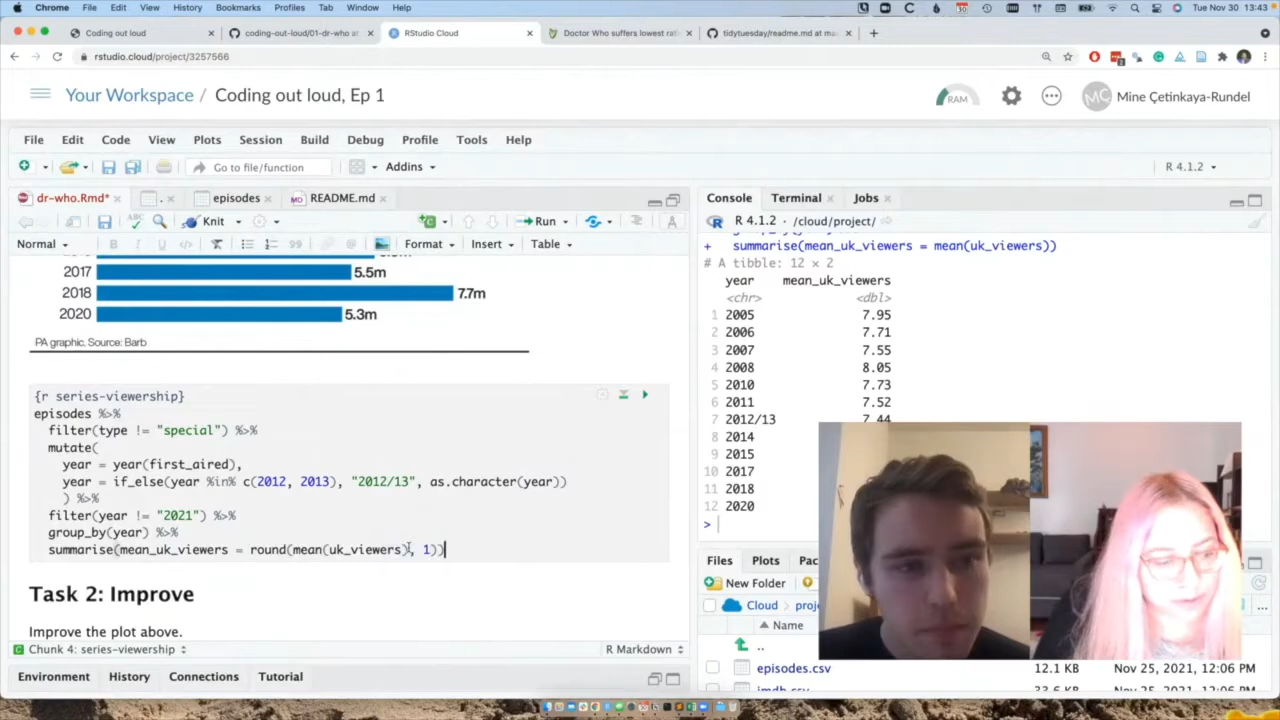 Chrome File Edit View History Bookmarks Profiles Tab Window Help Tue Nov 30 13:43
Coding out loud coding-out-loud/01-dr-who at RStudio Cloud Doctor Who suffers lowest rati tidytuesday/readme.md at ma
rstudio.cloud/project/3257566
Your Workspace / Coding out loud, Ep 1 RAM MC Mine Çetinkaya-Rundel
File Edit Code View Plots Session Build Debug Profile Tools Help
Go to file/function Addins R 4.1.2
dr-who.Rmd* . episodes README.md
Knit Run
Normal Format Insert Table
2017 5.5m
2018 7.7m
2020 5.3m
PA graphic. Source: Barb
{r series-viewership}
episodes %>%
filter(type != "special") %>%
mutate(
year = year(first_aired),
year = if_else(year %in% c(2012, 2013), "2012/13", as.character(year))
) %>%
filter(year != "2021") %>%
group_by(year) %>%
summarise(mean_uk_viewers = round(mean(uk_viewers), 1))
Task 2: Improve
Improve the plot above.
Chunk 4: series-viewership R Markdown
Environment History Connections Tutorial
Console Terminal Jobs
R 4.1.2 · /cloud/project/
+ summarise(mean_uk_viewers = mean(uk_viewers))
# A tibble: 12 × 2
year mean_uk_viewers
<chr> <dbl>
1 2005 7.95
2 2006 7.71
3 2007 7.55
4 2008 8.05
5 2010 7.73
6 2011 7.52
7 2012/13 7.44
8 2014
9 2015
10 2017
11 2018
12 2020
>
Files Plots Pac
New Folder
Cloud proj
Name
..
episodes.csv 12.1 KB Nov 25, 2021, 12:06 PM
imdb.csv 33.6 KB Nov 25, 2021, 12:06 PM